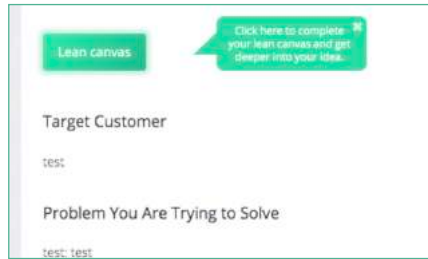 Lean canvas
Click here to complete
your lean canvas and get
deeper into your idea.
Target Customer
test
Problem You Are Trying to Solve
test: test